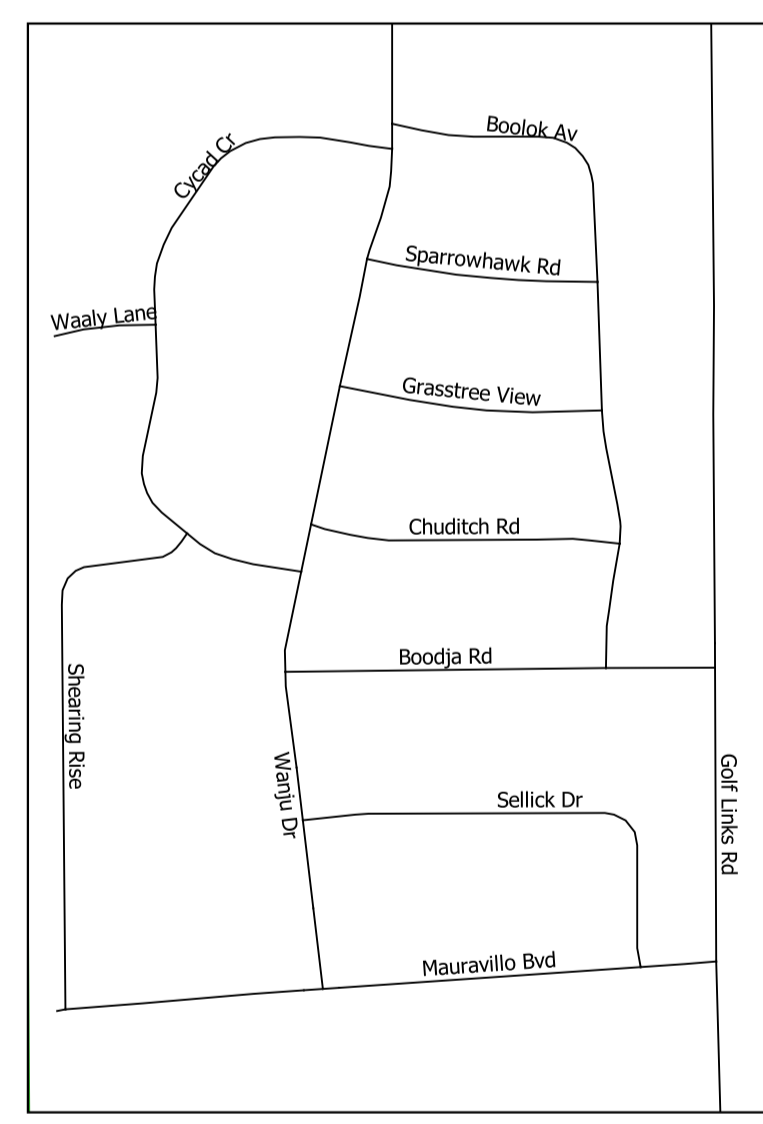 Boolok Av
Cycad Cr
Sparrowhawk Rd
Waaly Lane
Grasstree View
Chuditch Rd
Boodja Rd
Shearing Rise
Wanju Dr
Golf Links Rd
Sellick Dr
Mauravillo Bvd